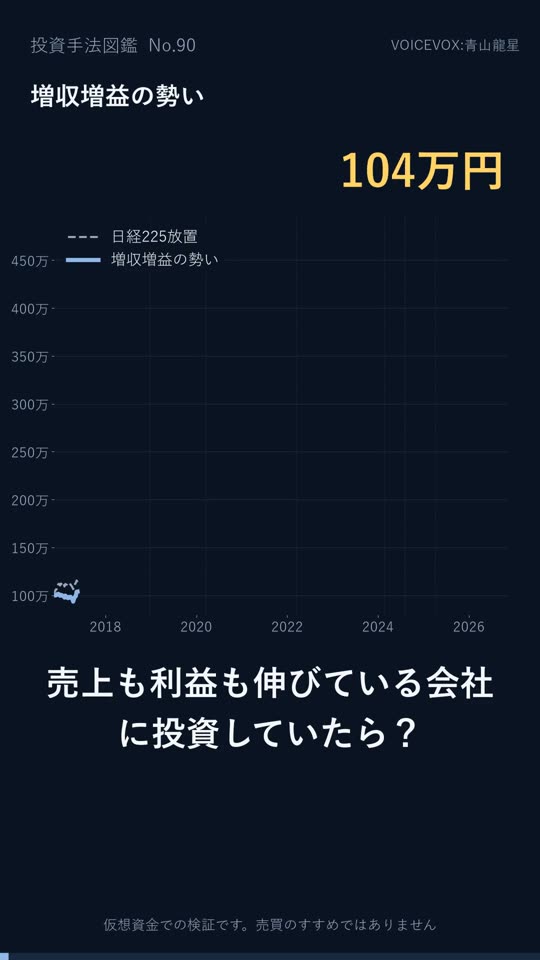 投資手法図鑑 No.90
VOICEVOX:青山龍星
増収増益の勢い
104万円
日経225放置
増収増益の勢い
450万
400万
350万
300万
250万
200万
150万
100万
2018 2020 2022 2024 2026
売上も利益も伸びている会社
に投資していたら？
仮想資金での検証です。売買のすすめではありません